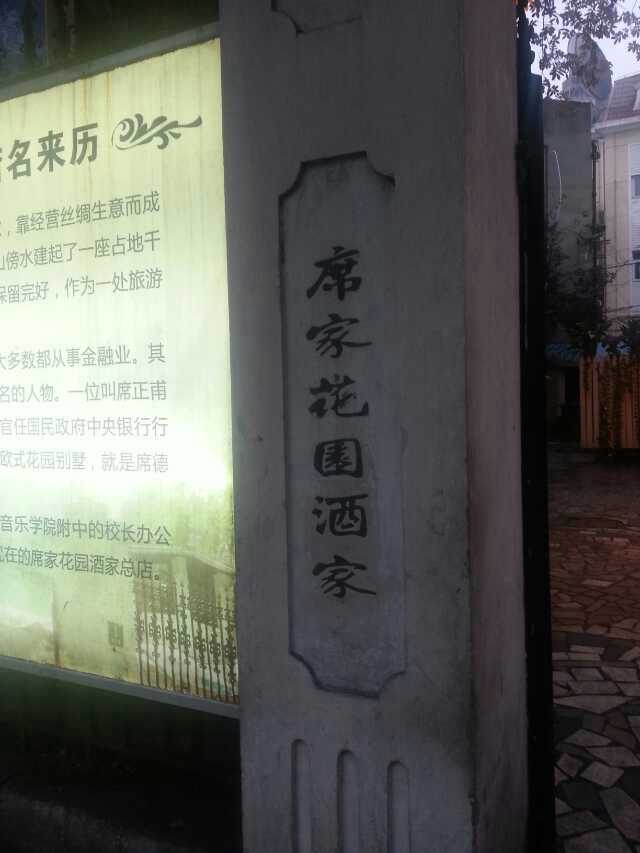 名来历
靠经营丝绸生意而成
山傍水建起了一座占地千
保留完好，作为一处旅游
大多数都从事金融业。其
名的人物。一位叫席正甫
官任国民政府中央银行行
欧式花园别墅，就是席德
音乐学院附中的校长办公
在的席家花园酒家总店。
席家花园酒家